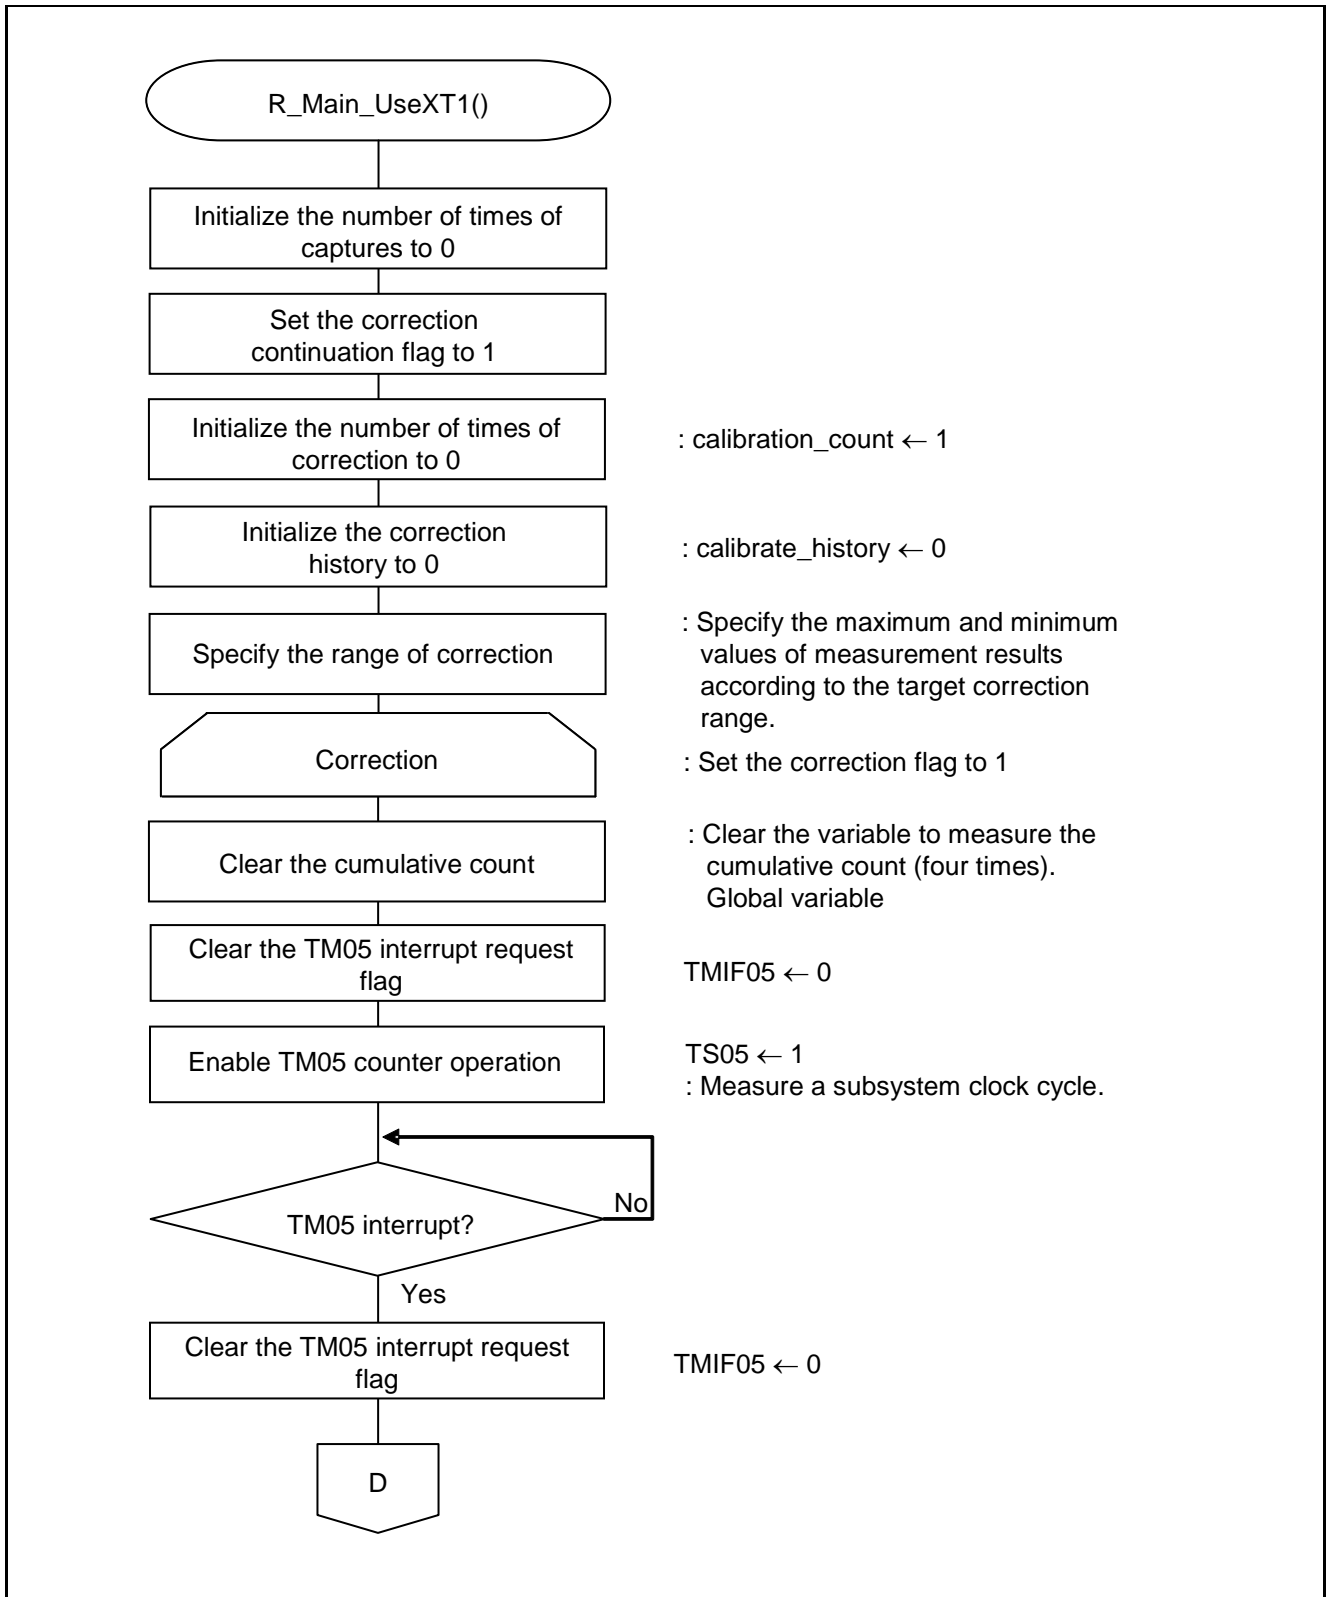 R_Main_UseXT1()
Initialize the number of times of
captures to 0
Set the correction
continuation flag to 1
Initialize the number of times of
correction to 0
: calibration_count ← 1
Initialize the correction
history to 0
: calibrate_history ← 0
Specify the range of correction
: Specify the maximum and minimum
values of measurement results
according to the target correction
range.
Correction
: Set the correction flag to 1
Clear the cumulative count
: Clear the variable to measure the
cumulative count (four times).
Global variable
Clear the TM05 interrupt request
flag
TMIF05 ← 0
Enable TM05 counter operation
TS05 ← 1
: Measure a subsystem clock cycle.
No
TM05 interrupt?
Yes
Clear the TM05 interrupt request
flag
TMIF05 ← 0
D